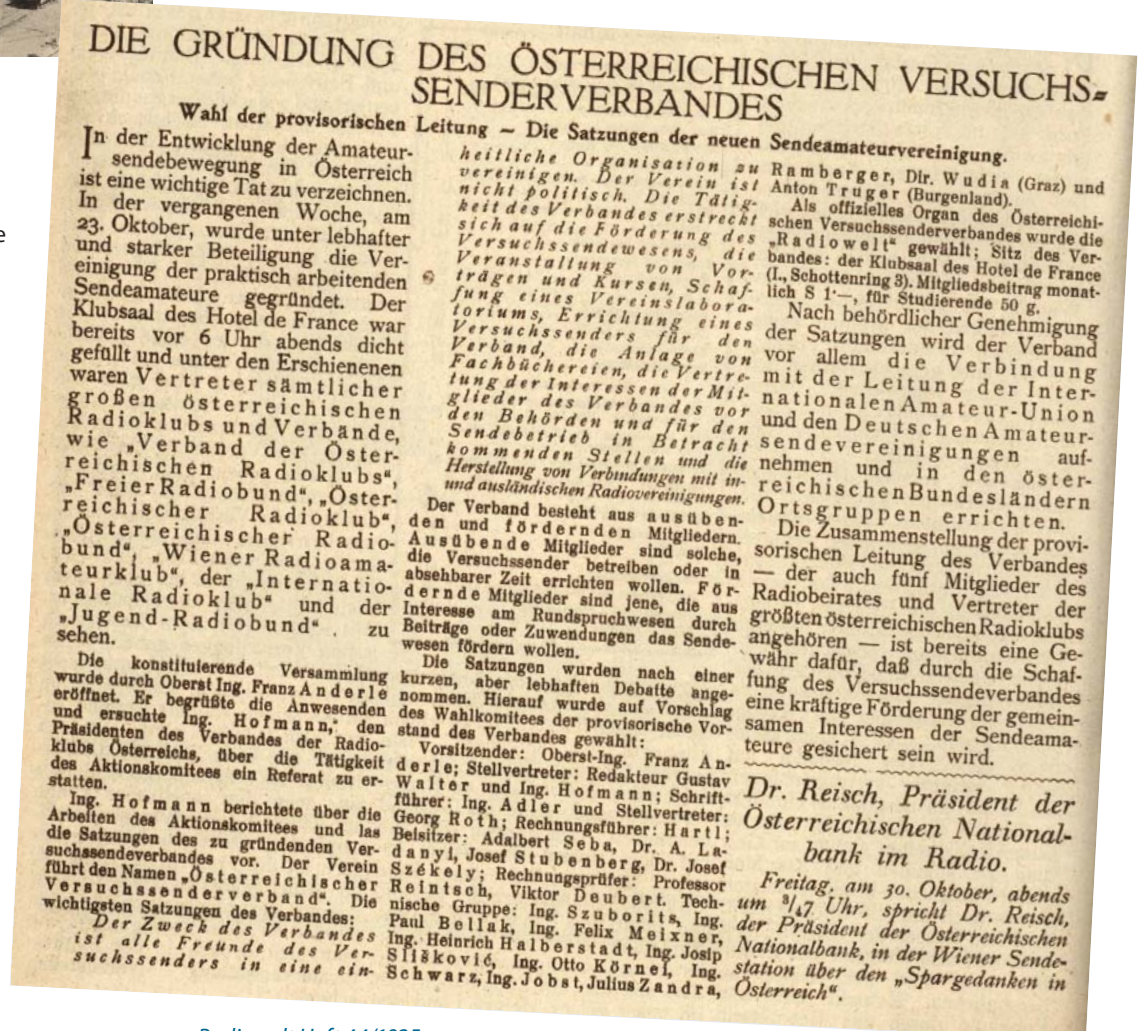 DIE GRÜNDUNG DES ÖSTERREICHISCHEN VERSUCHS-
SENDERVERBANDES
Wahl der provisorischen Leitung — Die Satzungen der neuen Sendeamateurvereinigung.
In der Entwicklung der Amateur-
sendebewegung in Österreich
ist eine wichtige Tat zu verzeichnen.
In der vergangenen Woche, am
23. Oktober, wurde unter lebhafter
und starker Beteiligung die Ver-
einigung der praktisch arbeitenden
Sendeamateure gegründet. Der
Klubsaal des Hotel de France war
bereits vor 6 Uhr abends dicht
gefüllt und unter den Erschienenen
waren Vertreter sämtlicher
großen österreichischen
Radioklubs und Verbände,
wie „Verband der Öster-
reichischen Radioklubs“,
„Freier Radiobund“, „Öster-
reichischer Radioklub“,
„Österreichischer Radio-
bund“, „Wiener Radioama-
teurklub“, der „Internatio-
nale Radioklub“ und der
„Jugend-Radiobund“ zu
sehen.
Die konstituierende Versammlung
wurde durch Oberst Ing. Franz Anderle
eröffnet. Er begrüßte die Anwesenden
und ersuchte Ing. Hofmann, den
Präsidenten des Verbandes der Radio-
klubs Österreichs, über die Tätigkeit
des Aktionskomitees ein Referat zu er-
statten.
Ing. Hofmann berichtete über die
Arbeiten des Aktionskomitees und las
die Satzungen des zu gründenden Ver-
suchssendeverbandes vor. Der Verein
führt den Namen „Österreichischer
Versuchssenderverband“. Die
wichtigsten Satzungen des Verbandes:
Der Zweck des Verbandes
ist alle Freunde des Ver-
suchssenders in eine ein-
heitliche Organisation zu
vereinigen. Der Verein ist
nicht politisch. Die Tätig-
keit des Verbandes erstreckt
sich auf die Förderung des
Versuchssendewesens, die
Veranstaltung von Vor-
trägen und Kursen, Schaf-
fung eines Vereinslabora-
toriums, Errichtung eines
Versuchssenders für den
Verband, die Anlage von
Fachbüchereien, die Vertre-
tung der Interessen der Mit-
glieder des Verbandes vor
den Behörden und für den
Sendebetrieb in Betracht
kommenden Stellen und die
Herstellung von Verbindungen mit in-
und ausländischen Radiovereinigungen.
Der Verband besteht aus ausüben-
den und fördernden Mitgliedern.
Ausübende Mitglieder sind solche,
die Versuchssender betreiben oder in
absehbarer Zeit errichten wollen. För-
dernde Mitglieder sind jene, die aus
Interesse am Rundspruchwesen durch
Beiträge oder Zuwendungen das Sende-
wesen fördern wollen.
Die Satzungen wurden nach einer
kurzen, aber lebhaften Debatte ange-
nommen. Hierauf wurde auf Vorschlag
des Wahlkomitees der provisorische Vor-
stand des Verbandes gewählt:
Vorsitzender: Oberst-Ing. Franz An-
derle; Stellvertreter: Redakteur Gustav
Walter und Ing. Hofmann; Schrift-
führer: Ing. Adler und Stellvertreter:
Georg Roth; Rechnungsführer: Hartl;
Beisitzer: Adalbert Seba, Dr. A. La-
danyi, Josef Stubenberg, Dr. Josef
Székely; Rechnungsprüfer: Professor
Reintsch, Viktor Deubert. Tech-
nische Gruppe: Ing. Szuborits, Ing.
Paul Bellak, Ing. Felix Meixner,
Ing. Heinrich Halberstadt, Ing. Josip
Slišković, Ing. Otto Körnei, Ing.
Schwarz, Ing. Jobst, Julius Zandra,
Ramberger, Dir. Wudia (Graz) und
Anton Truger (Burgenland).
Als offizielles Organ des Österreichi-
schen Versuchssenderverbandes wurde die
„Radiowelt“ gewählt; Sitz des Ver-
bandes: der Klubsaal des Hotel de France
(I., Schottenring 3). Mitgliedsbeitrag monat-
lich S 1·—, für Studierende 50 g.
Nach behördlicher Genehmigung
der Satzungen wird der Verband
vor allem die Verbindung
mit der Leitung der Inter-
nationalen Amateur-Union
und den Deutschen Amateur-
sendevereinigungen auf-
nehmen und in den öster-
reichischen Bundesländern
Ortsgruppen errichten.
Die Zusammenstellung der provi-
sorischen Leitung des Verbandes
— der auch fünf Mitglieder des
Radiobeirates und Vertreter der
größten österreichischen Radioklubs
angehören — ist bereits eine Ge-
währ dafür, daß durch die Schaf-
fung des Versuchssendeverbandes
eine kräftige Förderung der gemein-
samen Interessen der Sendeama-
teure gesichert sein wird.
Dr. Reisch, Präsident der
Österreichischen National-
bank im Radio.
Freitag, am 30. Oktober, abends
um ³/₄7 Uhr, spricht Dr. Reisch,
der Präsident der Österreichischen
Nationalbank, in der Wiener Sende-
station über den „Spargedanken in
Österreich“.